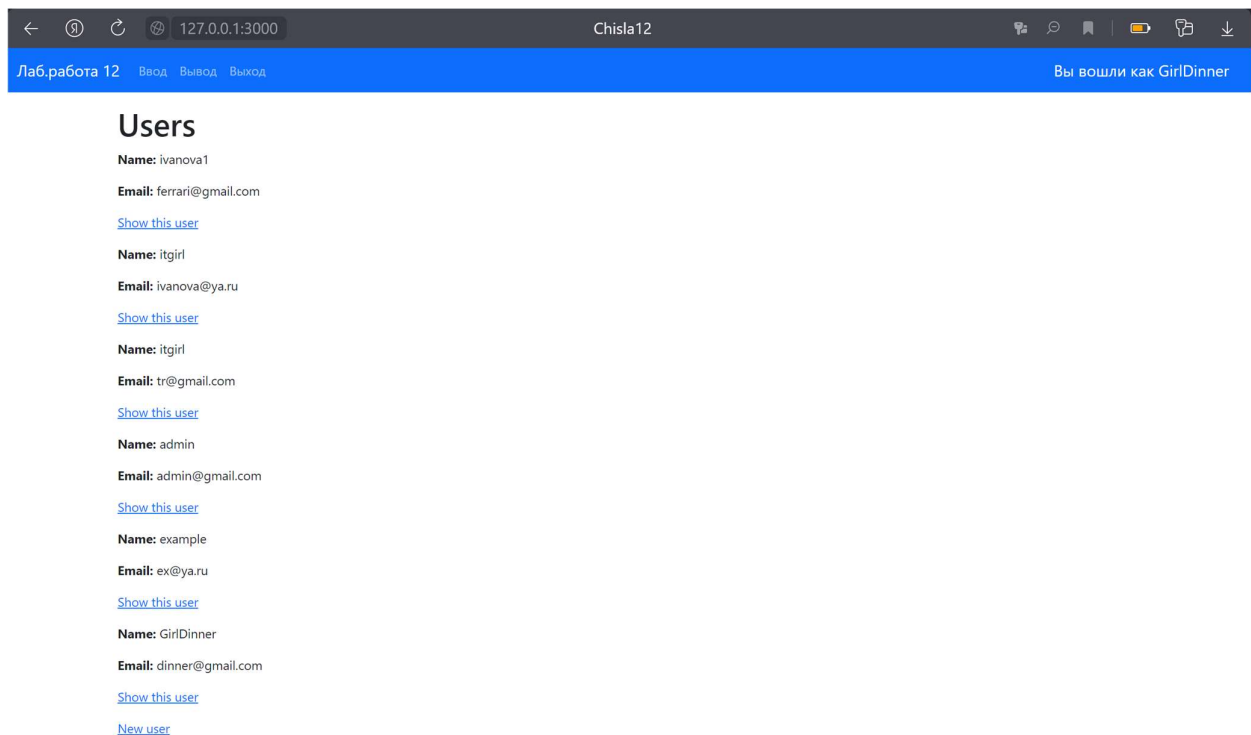 127.0.0.1:3000 Chisla12
Лаб.работа 12 Ввод Вывод Выход Вы вошли как GirlDinner
Users
Name: ivanova1
Email: ferrari@gmail.com
Show this user
Name: itgirl
Email: ivanova@ya.ru
Show this user
Name: itgirl
Email: tr@gmail.com
Show this user
Name: admin
Email: admin@gmail.com
Show this user
Name: example
Email: ex@ya.ru
Show this user
Name: GirlDinner
Email: dinner@gmail.com
Show this user
New user